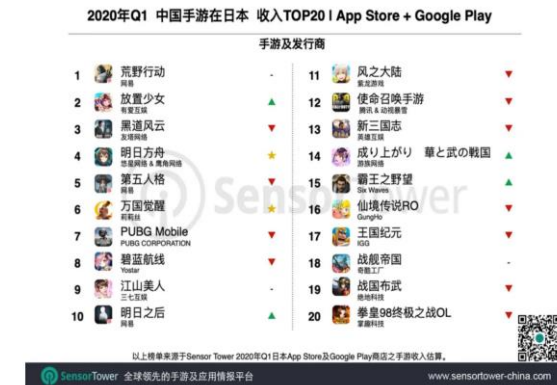 2020年Q1 中国手游在日本 收入TOP20 | App Store + Google Play
手游及发行商
1 荒野行动 -
网易
2 放置少女 ▲
有爱互娱
3 黑道风云 ▼
友塔网络
4 明日方舟 ★
悠星网络 & 鹰角网络
5 第五人格 ▼
网易
6 万国觉醒 ★
莉莉丝
7 PUBG Mobile ▼
PUBG CORPORATION
8 碧蓝航线 ▼
Yostar
9 江山美人 -
三七互娱
10 明日之后 ▲
网易
11 风之大陆 ▼
紫龙游戏
12 使命召唤手游 ▼
腾讯 & 动视暴雪
13 新三国志 ▼
英雄互娱
14 成り上がり 華と武の戦国 ▲
游族网络
15 霸王之野望 ▲
Six Waves
16 仙境传说RO ▼
GungHo
17 王国纪元 ▼
IGG
18 战舰帝国 -
奇酷工厂
19 战国布武 ▼
绝地科技
20 拳皇98终极之战OL ▼
掌趣科技
SensorTower
以上榜单来源于Sensor Tower 2020年Q1日本App Store及Google Play商店之手游收入估算。
SensorTower 全球领先的手游及应用情报平台
www.sensortower-china.com